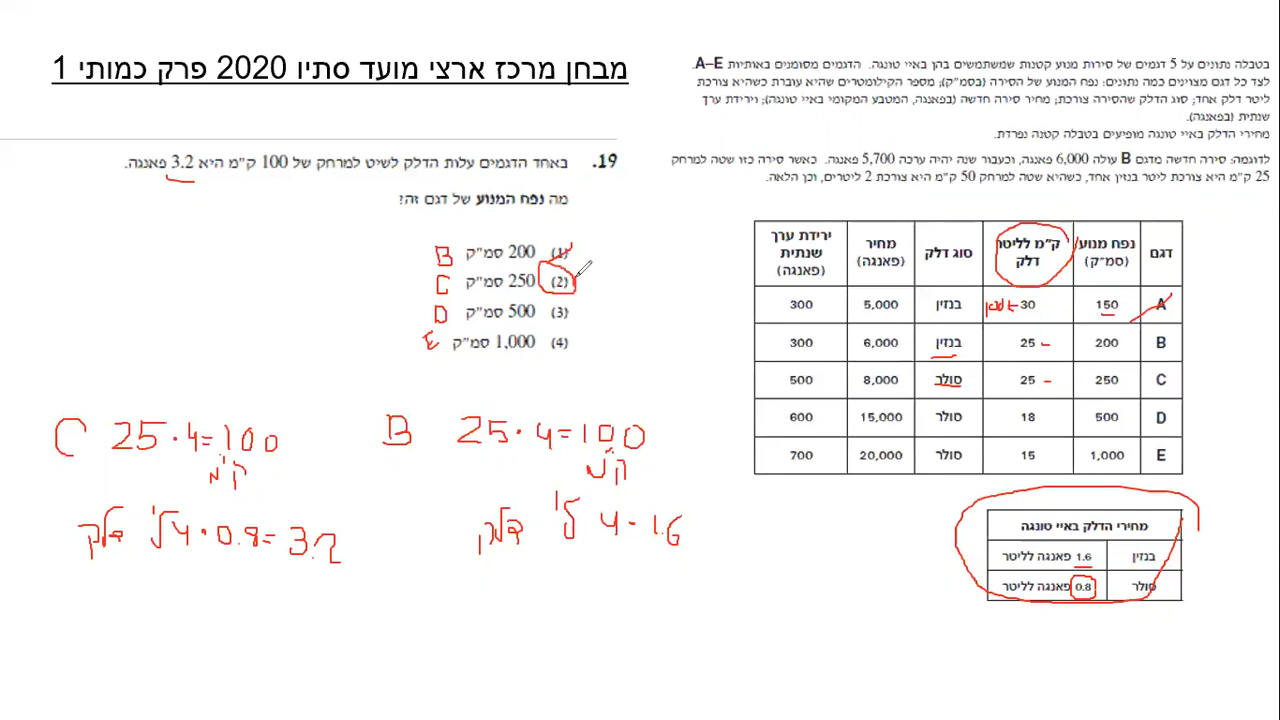 מבחן מרכז ארצי מועד סתיו 2020 פרק כמותי 1
בטבלה נתונים על 5 דגמים של סירות מנוע קטנות שמשתמשים בהן באיי טונגה. הדגמים מסומנים באותיות A–E.
לצד כל דגם מצוינים כמה נתונים: נפח המנוע של הסירה (בסמ"ק); מספר הקילומטרים שהיא עוברת כשהיא צורכת
ליטר דלק אחד; סוג הדלק שהסירה צורכת; מחיר סירה חדשה (בפאנגה, המטבע המקומי באיי טונגה); וירידת ערך
שנתית (בפאנגה).
מחירי הדלק באיי טונגה מופיעים בטבלה קטנה נפרדת.
לדוגמה: סירה חדשה מדגם B עולה 6,000 פאנגה, וכעבור שנה יהיה ערכה 5,700 פאנגה. כאשר סירה כזו שטה למרחק
25 ק"מ היא צורכת ליטר בנזין אחד, כשהיא שטה למרחק 50 ק"מ היא צורכת 2 ליטרים, וכן הלאה.
דגם נפח מנוע (סמ"ק) ק"מ לליטר דלק סוג דלק מחיר (פאנגה) ירידת ערך שנתית (פאנגה)
A 150 30 בנזין 5,000 300
B 200 25 בנזין 6,000 300
C 250 25 סולר 8,000 500
D 500 18 סולר 15,000 600
E 1,000 15 סולר 20,000 700
מחירי הדלק באיי טונגה
בנזין 1.6 פאנגה לליטר
סולר 0.8 פאנגה לליטר
19. באחד הדגמים עלות הדלק לשיט למרחק של 100 ק"מ היא 3.2 פאנגה.
מה נפח המנוע של דגם זה?
(1) 200 סמ"ק B
(2) 250 סמ"ק C
(3) 500 סמ"ק D
(4) 1,000 סמ"ק E
B 25 · 4 = 100
ק"מ
4 · 1.6
דלק
C 25 · 4 = 100
ק"מ
4 · 0.8 = 3.2
דלק